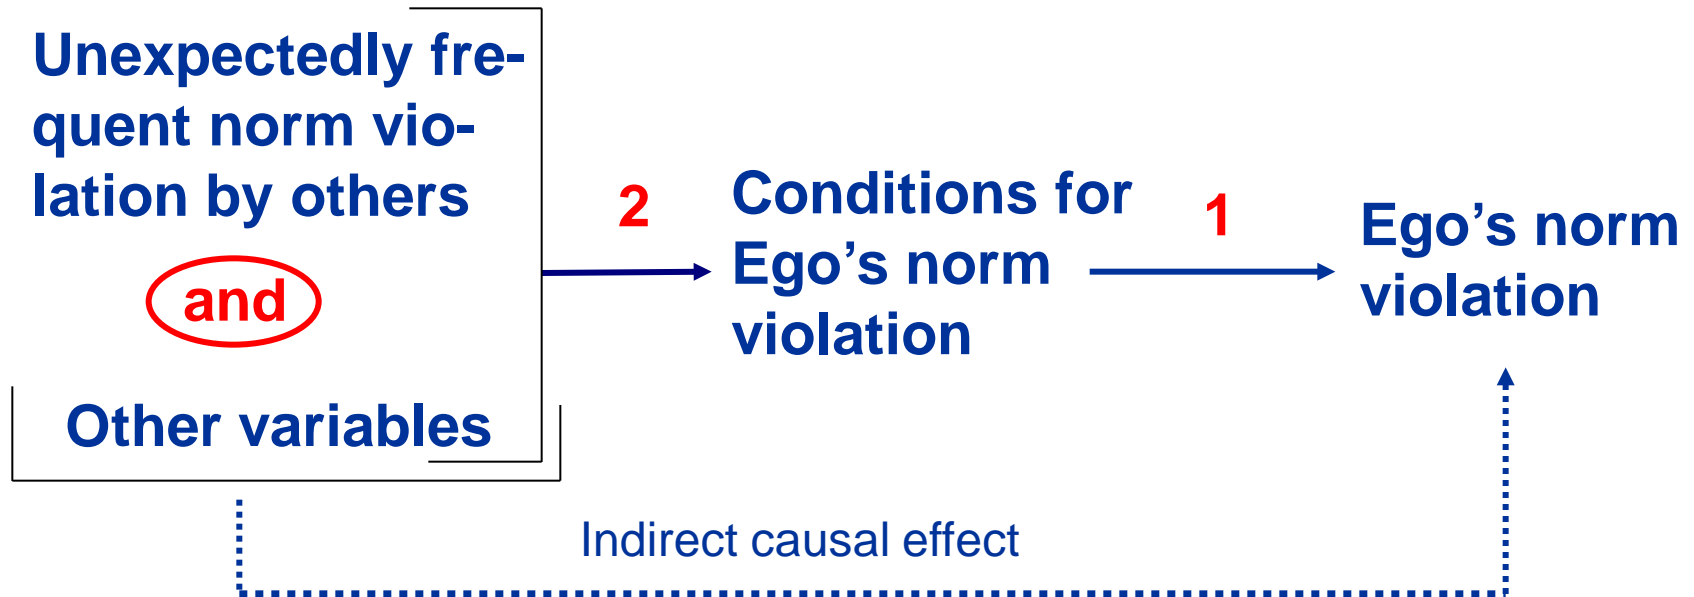 Unexpectedly fre-
quent norm vio-
lation by others
and
Other variables
2
Conditions for
Ego’s norm
violation
1
Ego’s norm
violation
Indirect causal effect